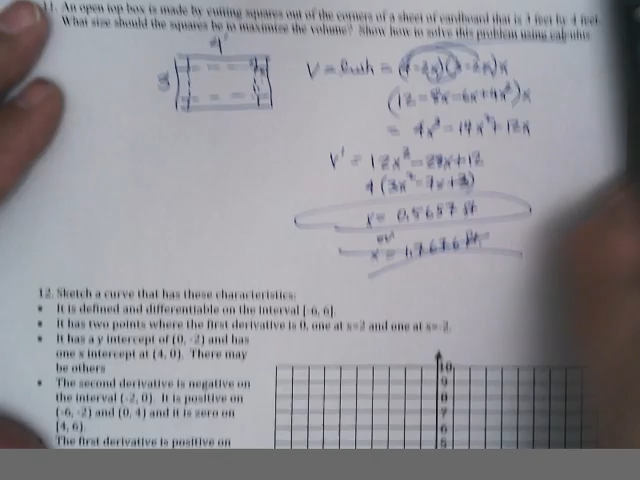 11. An open top box is made by cutting squares out of the corners of a sheet of cardboard that is 3 feet by 4 feet.
What size should the squares be to maximize the volume? Show how to solve this problem using calculus
4'
3'
V = lwh = (4-2x)(3-2x)x
(12-8x-6x+4x²)x
= 4x³-14x²+12x
V' = 12x²-28x+12
4(3x²-7x+3)
x= 0.5657 ft
or
x= 1.7676 ft.
12. Sketch a curve that has these characteristics:
• It is defined and differentiable on the interval [-6, 6].
• It has two points where the first derivative is 0, one at x=2 and one at x=-2.
• It has a y intercept of (0, -2) and has
one x intercept at (4, 0). There may
be others
• The second derivative is negative on
the interval (-2, 0). It is positive on
(-6, -2) and (0, 4) and it is zero on
[4, 6].
The first derivative is positive on
10
9
8
7
6
5